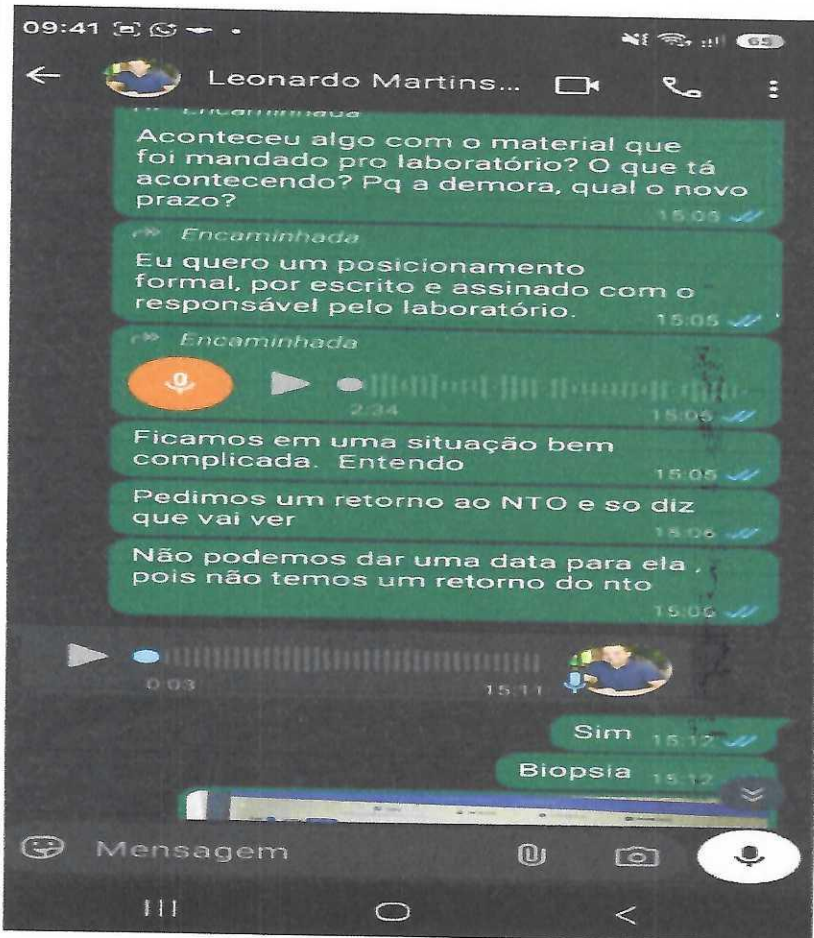 09:41
65
Leonardo Martins...
Encaminhada
Aconteceu algo com o material que
foi mandado pro laboratório? O que tá
acontecendo? Pq a demora, qual o novo
prazo?
15:05
Encaminhada
Eu quero um posicionamento
formal, por escrito e assinado com o
responsável pelo laboratório.
15:05
Encaminhada
2:34
15:05
Ficamos em uma situação bem
complicada. Entendo
15:05
Pedimos um retorno ao NTO e so diz
que vai ver
15:06
Não podemos dar uma data para ela ,
pois não temos um retorno do nto
15:06
0:03
15:11
Sim
15:12
Biopsia
15:12
Mensagem